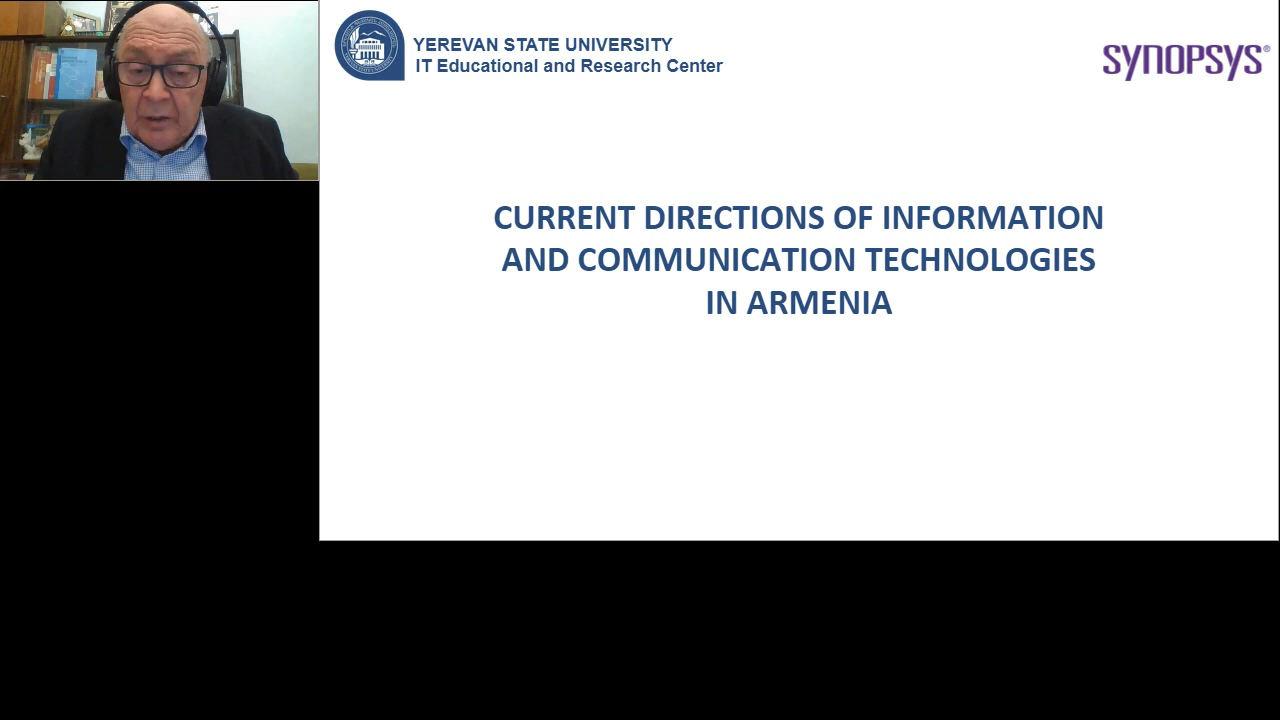 YEREVAN STATE UNIVERSITY
IT Educational and Research Center
SYNOPSYS®
CURRENT DIRECTIONS OF INFORMATION
AND COMMUNICATION TECHNOLOGIES
IN ARMENIA